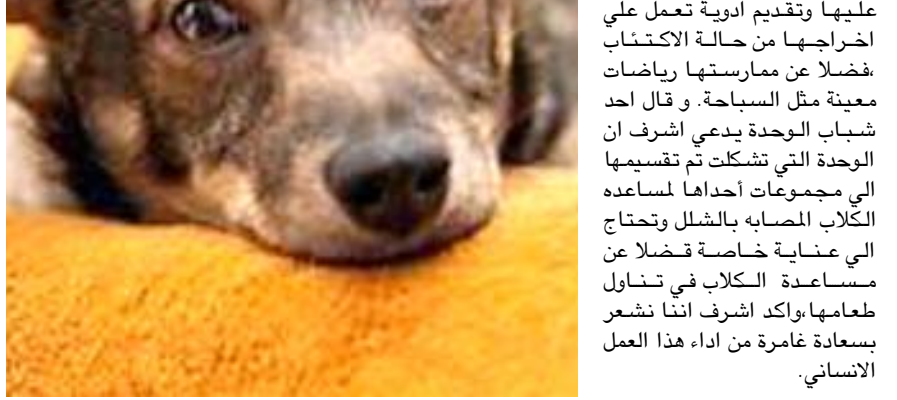 عليها وتقديم ادوية تعمل علي
اخراجها من حالة الاكتئاب
،فضلا عن ممارستها رياضات
معينة مثل السباحة. و قال احد
شباب الوحدة يدعي اشرف ان
الوحدة التي تشكلت تم تقسيمها
الي مجموعات أحداها لمساعده
الكلاب المصابه بالشلل وتحتاج
الي عناية خاصة قضلا عن
مساعدة الكلاب في تناول
طعامها،واكد اشرف اننا نشعر
بسعادة غامرة من اداء هذا العمل
الانساني.